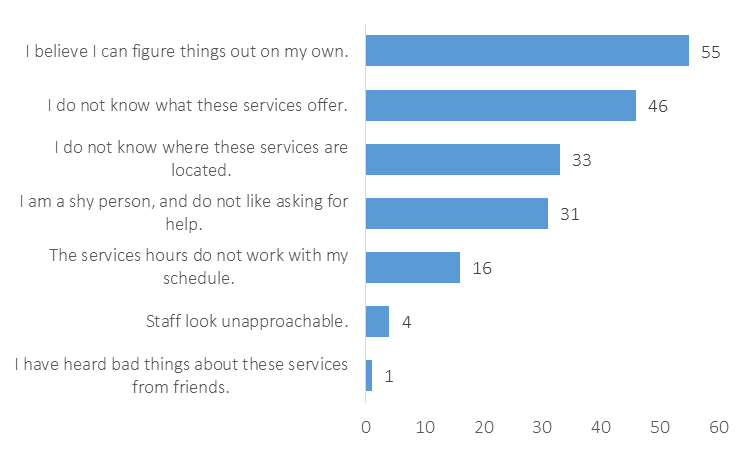 I believe I can figure things out on my own.
55
I do not know what these services offer.
46
I do not know where these services are
located.
33
I am a shy person, and do not like asking for
help.
31
The services hours do not work with my
schedule.
16
Staff look unapproachable.
4
I have heard bad things about these services
from friends.
1
0 10 20 30 40 50 60